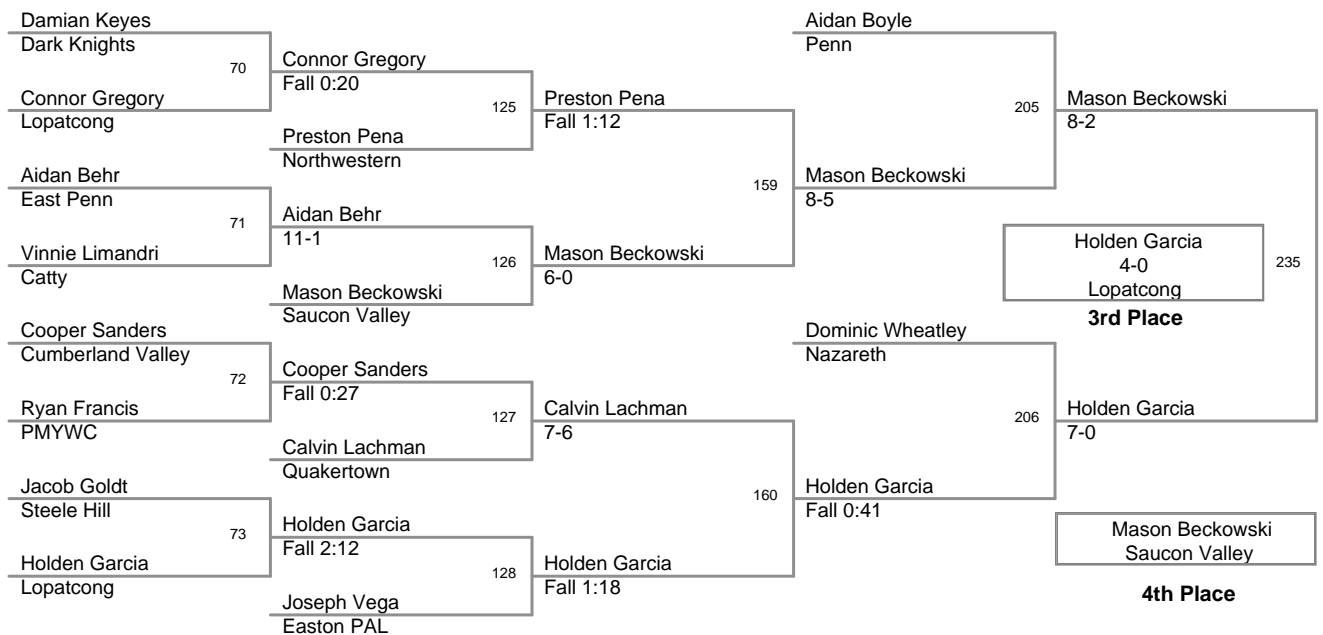 Damian Keyes
Dark Knights
70
Connor Gregory
Lopatcong
Aidan Behr
East Penn
71
Vinnie Limandri
Catty
Cooper Sanders
Cumberland Valley
72
Ryan Francis
PMYWC
Jacob Goldt
Steele Hill
73
Holden Garcia
Lopatcong
Connor Gregory
Fall 0:20
125
Preston Pena
Northwestern
Aidan Behr
11-1
126
Mason Beckowski
Saucon Valley
Cooper Sanders
Fall 0:27
127
Calvin Lachman
Quakertown
Holden Garcia
Fall 2:12
128
Joseph Vega
Easton PAL
Preston Pena
Fall 1:12
159
Mason Beckowski
6-0
Calvin Lachman
7-6
160
Holden Garcia
Fall 1:18
Aidan Boyle
Penn
205
Mason Beckowski
8-5
Dominic Wheatley
Nazareth
206
Holden Garcia
Fall 0:41
Mason Beckowski
8-2
235
Holden Garcia
7-0
Holden Garcia
4-0
Lopatcong
3rd Place
Mason Beckowski
Saucon Valley
4th Place